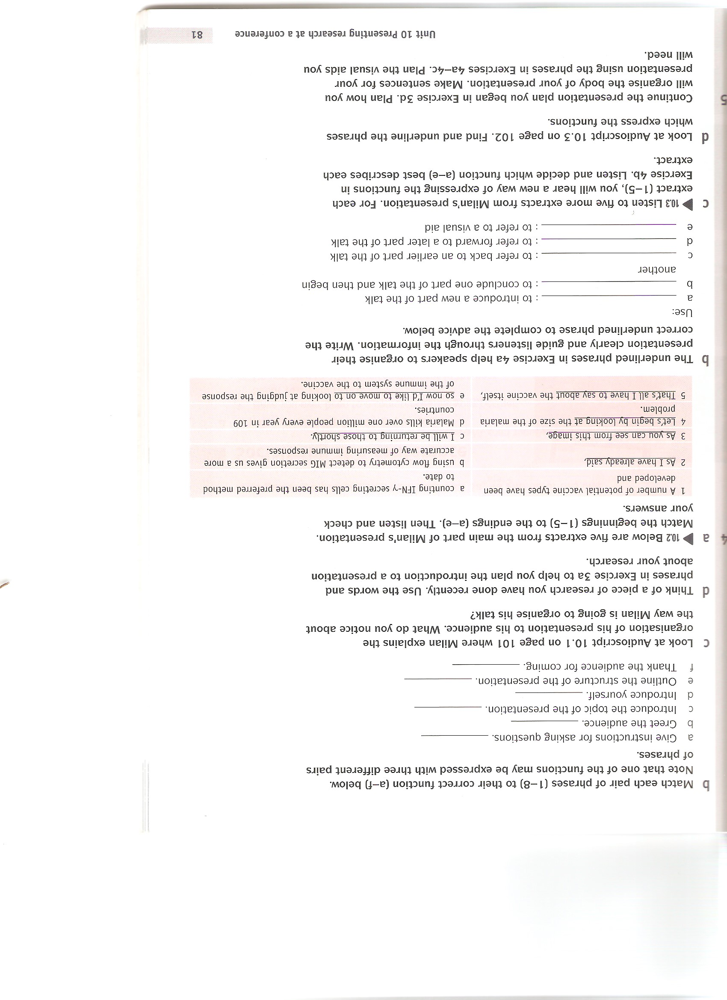 b Match each pair of phrases (1–8) to their correct function (a–f) below.
Note that one of the functions may be expressed with three different pairs
of phrases.
a Give instructions for asking questions.
b Greet the audience.
c Introduce the topic of the presentation.
d Introduce yourself.
e Outline the structure of the presentation.
f Thank the audience for coming.
c Look at Audioscript 10.1 on page 101 where Milan explains the
organisation of his presentation to his audience. What do you notice about
the way Milan is going to organise his talk?
d Think of a piece of research you have done recently. Use the words and
phrases in Exercise 3a to help you plan the introduction to a presentation
about your research.
4 a ▶ 10.2 Below are five extracts from the main part of Milan's presentation.
Match the beginnings (1–5) to the endings (a–e). Then listen and check
your answers.
1 A number of potential vaccine types have been
developed and
2 As I have already said,
3 As you can see from this image,
4 Let's begin by looking at the size of the malaria
problem.
5 That's all I have to say about the vaccine itself,
a counting IFN-γ secreting cells has been the preferred method
to date.
b using flow cytometry to detect MIG secretion gives us a more
accurate way of measuring immune responses.
c I will be returning to those shortly.
d Malaria kills over one million people every year in 109
countries.
e so now I'd like to move on to looking at judging the response
of the immune system to the vaccine.
b The underlined phrases in Exercise 4a help speakers to organise their
presentation clearly and guide listeners through the information. Write the
correct underlined phrase to complete the advice below.
Use:
a : to introduce a new part of the talk
b : to conclude one part of the talk and then begin
another
c : to refer back to an earlier part of the talk
d : to refer forward to a later part of the talk
e : to refer to a visual aid
c ▶ 10.3 Listen to five more extracts from Milan's presentation. For each
extract (1–5), you will hear a new way of expressing the functions in
Exercise 4b. Listen and decide which function (a–e) best describes each
extract.
d Look at Audioscript 10.3 on page 102. Find and underline the phrases
which express the functions.
5 Continue the presentation plan you began in Exercise 3d. Plan how you
will organise the body of your presentation. Make sentences for your
presentation using the phrases in Exercises 4a–4c. Plan the visual aids you
will need.
Unit 10 Presenting research at a conference 81